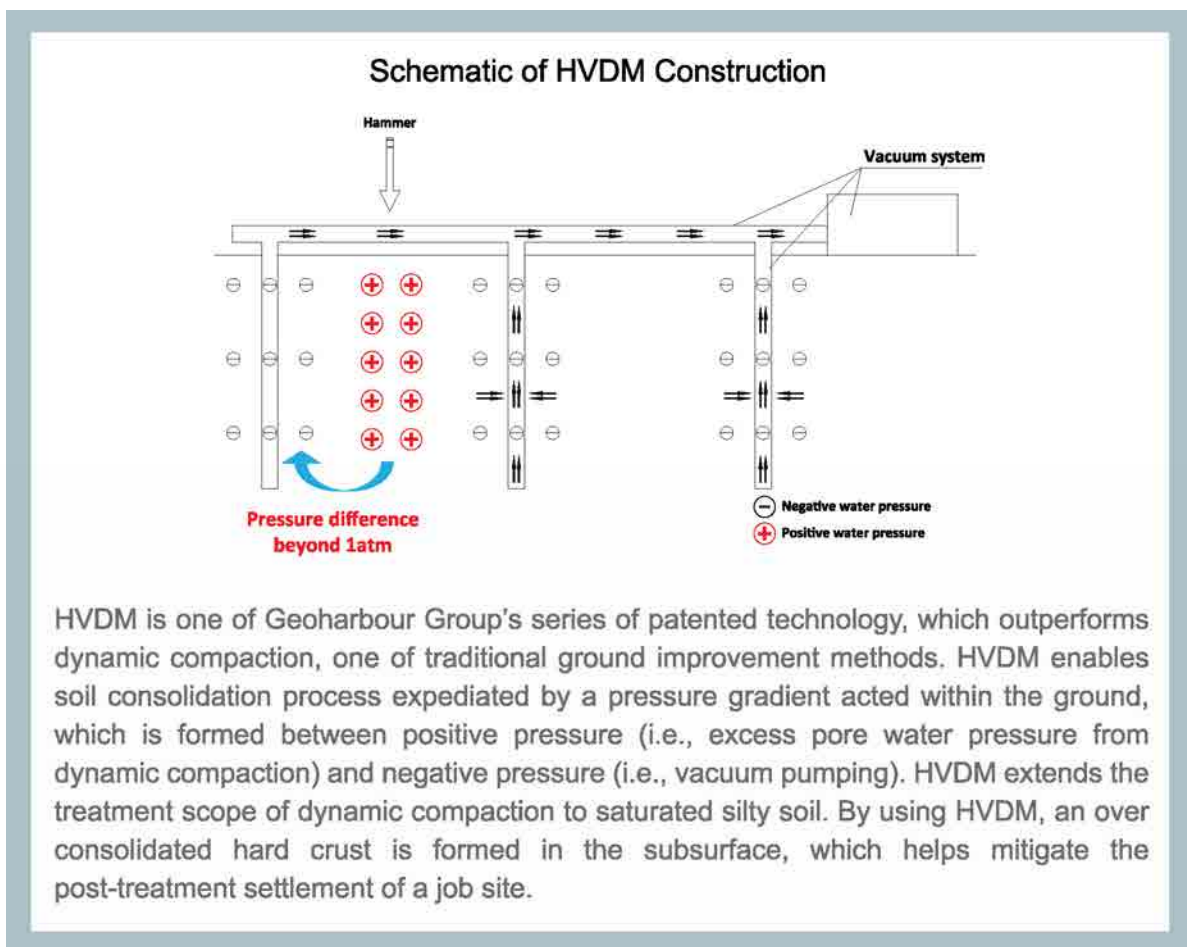 Schematic of HVDM Construction
Hammer
Vacuum system
Pressure difference
beyond 1atm
Negative water pressure
Positive water pressure
HVDM is one of Geoharbour Group's series of patented technology, which outperforms
dynamic compaction, one of traditional ground improvement methods. HVDM enables
soil consolidation process expediated by a pressure gradient acted within the ground,
which is formed between positive pressure (i.e., excess pore water pressure from
dynamic compaction) and negative pressure (i.e., vacuum pumping). HVDM extends the
treatment scope of dynamic compaction to saturated silty soil. By using HVDM, an over
consolidated hard crust is formed in the subsurface, which helps mitigate the
post-treatment settlement of a job site.